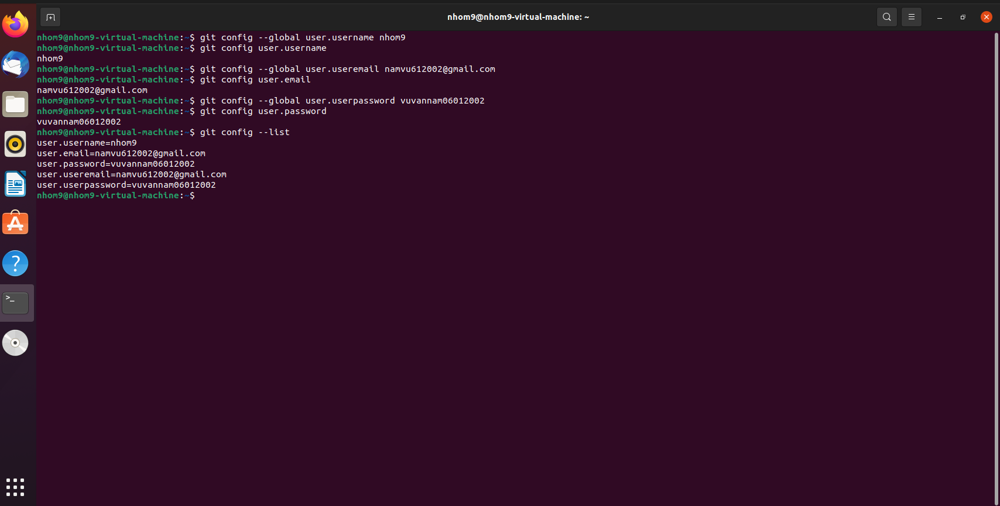 nhom9@nhom9-virtual-machine: ~
nhom9@nhom9-virtual-machine:~$ git config --global user.username nhom9
nhom9@nhom9-virtual-machine:~$ git config user.username
nhom9
nhom9@nhom9-virtual-machine:~$ git config --global user.useremail namvu612002@gmail.com
nhom9@nhom9-virtual-machine:~$ git config user.email
namvu612002@gmail.com
nhom9@nhom9-virtual-machine:~$ git config --global user.userpassword vuvannam06012002
nhom9@nhom9-virtual-machine:~$ git config user.password
vuvannam06012002
nhom9@nhom9-virtual-machine:~$ git config --list
user.username=nhom9
user.email=namvu612002@gmail.com
user.password=vuvannam06012002
user.useremail=namvu612002@gmail.com
user.userpassword=vuvannam06012002
nhom9@nhom9-virtual-machine:~$